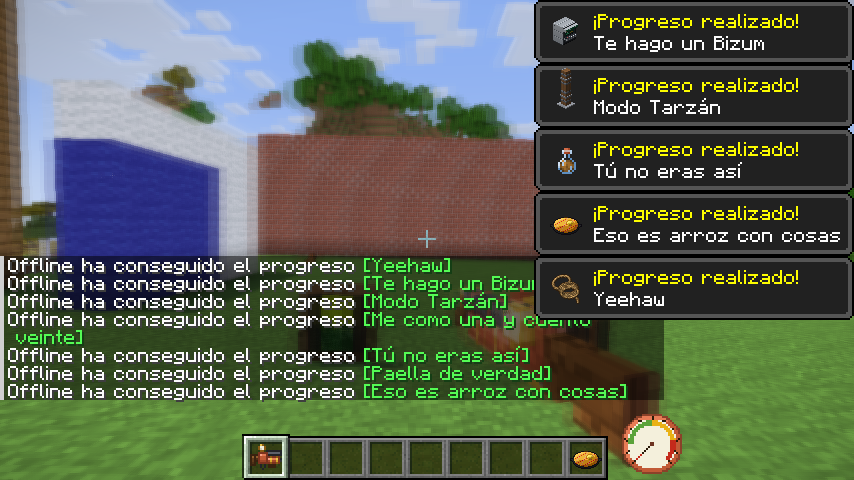 ¡Progreso realizado!
Te hago un Bizum
¡Progreso realizado!
Modo Tarzán
¡Progreso realizado!
Tú no eras así
¡Progreso realizado!
Eso es arroz con cosas
¡Progreso realizado!
Yeehaw
Offline ha conseguido el progreso [Yeehaw]
Offline ha conseguido el progreso [Te hago un Bizum
Offline ha conseguido el progreso [Modo Tarzán]
Offline ha conseguido el progreso [Me como una y cuento
veinte]
Offline ha conseguido el progreso [Tú no eras así]
Offline ha conseguido el progreso [Paella de verdad]
Offline ha conseguido el progreso [Eso es arroz con cosas]